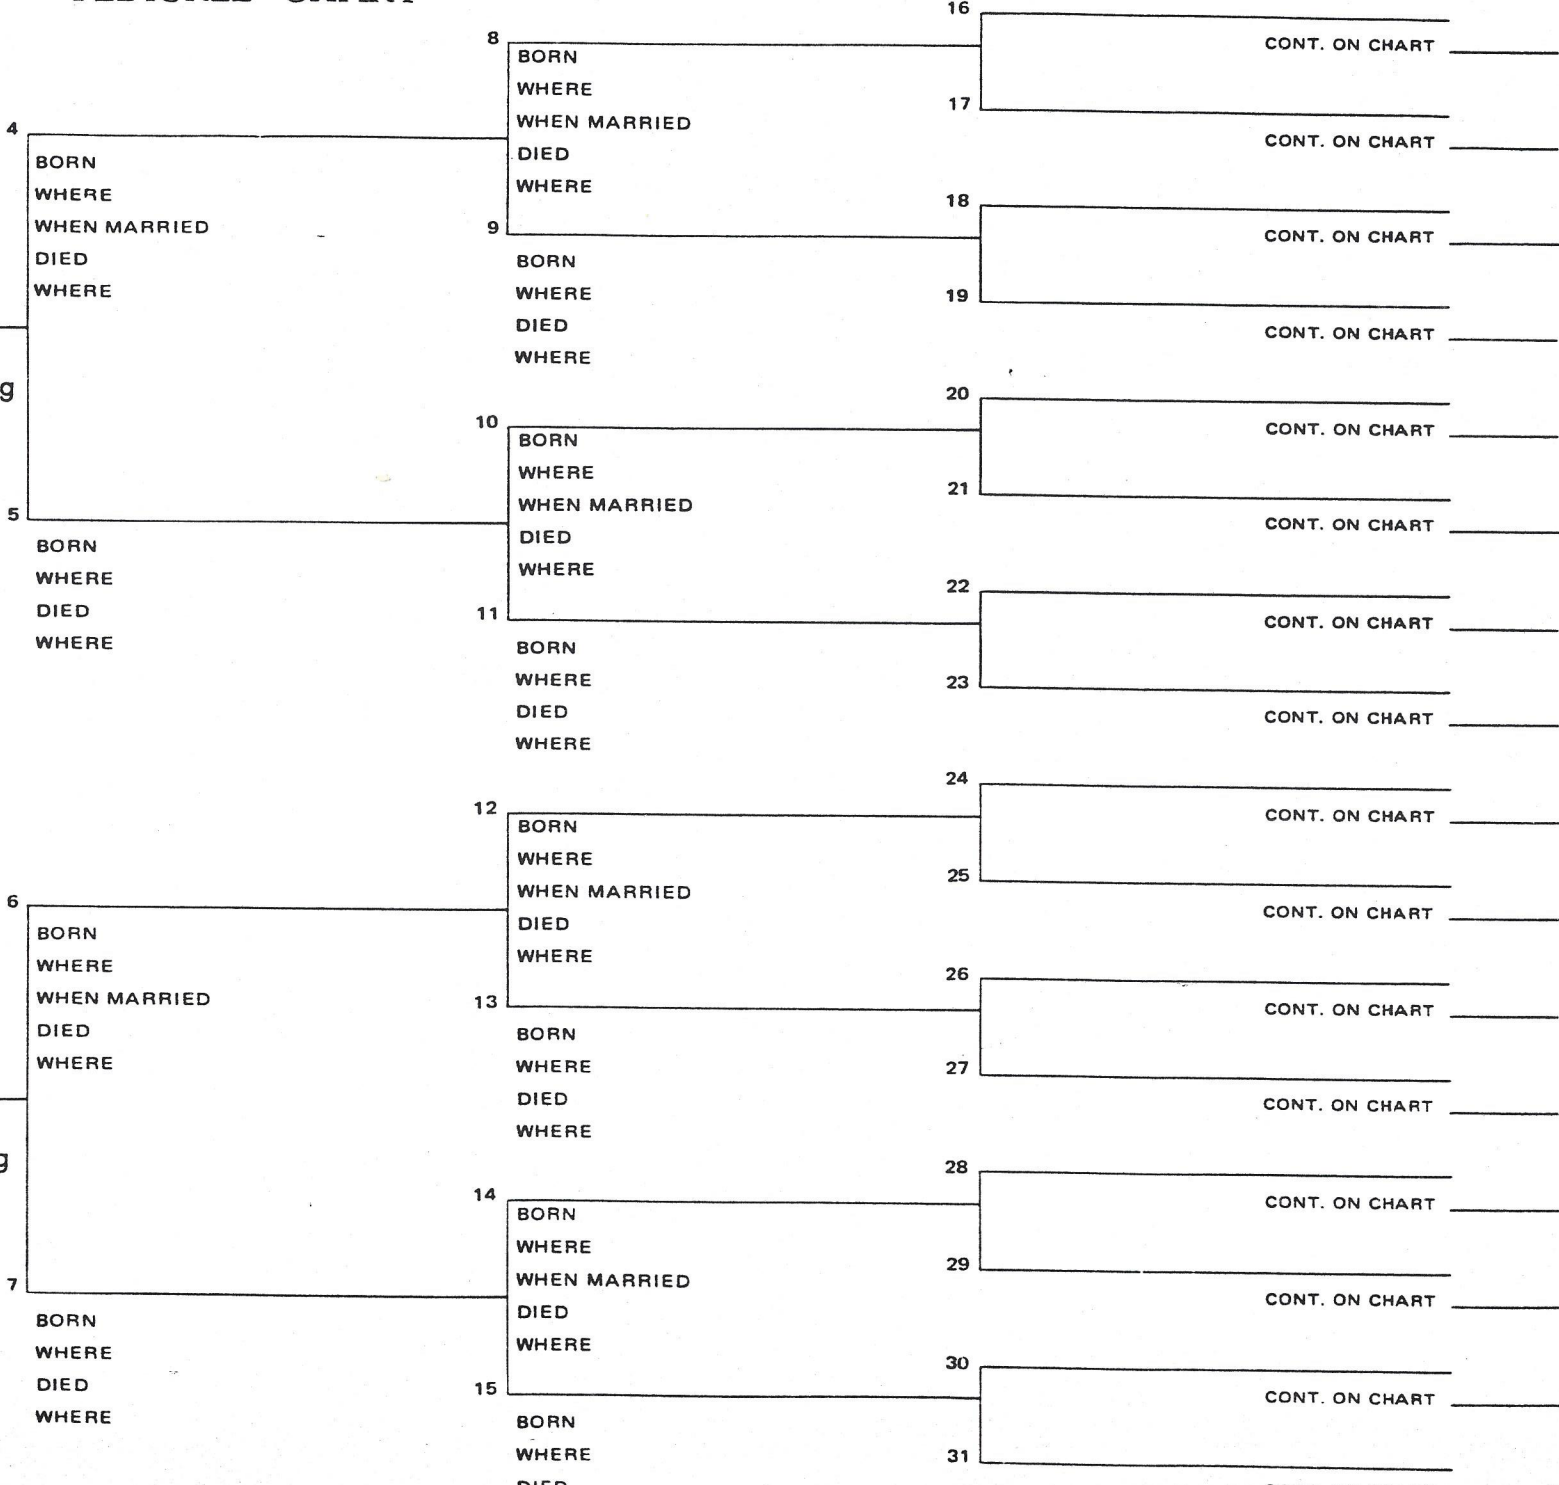 PEDIGREE CHART
4
BORN
WHERE
WHEN MARRIED
DIED
WHERE
g
5
BORN
WHERE
DIED
WHERE
6
BORN
WHERE
WHEN MARRIED
DIED
WHERE
g
7
BORN
WHERE
DIED
WHERE
8
BORN
WHERE
WHEN MARRIED
DIED
WHERE
9
BORN
WHERE
DIED
WHERE
10
BORN
WHERE
WHEN MARRIED
DIED
WHERE
11
BORN
WHERE
DIED
WHERE
12
BORN
WHERE
WHEN MARRIED
DIED
WHERE
13
BORN
WHERE
DIED
WHERE
14
BORN
WHERE
WHEN MARRIED
DIED
WHERE
15
BORN
WHERE
DIED
16
CONT. ON CHART
17
CONT. ON CHART
18
CONT. ON CHART
19
CONT. ON CHART
20
CONT. ON CHART
21
CONT. ON CHART
22
CONT. ON CHART
23
CONT. ON CHART
24
CONT. ON CHART
25
CONT. ON CHART
26
CONT. ON CHART
27
CONT. ON CHART
28
CONT. ON CHART
29
CONT. ON CHART
30
CONT. ON CHART
31